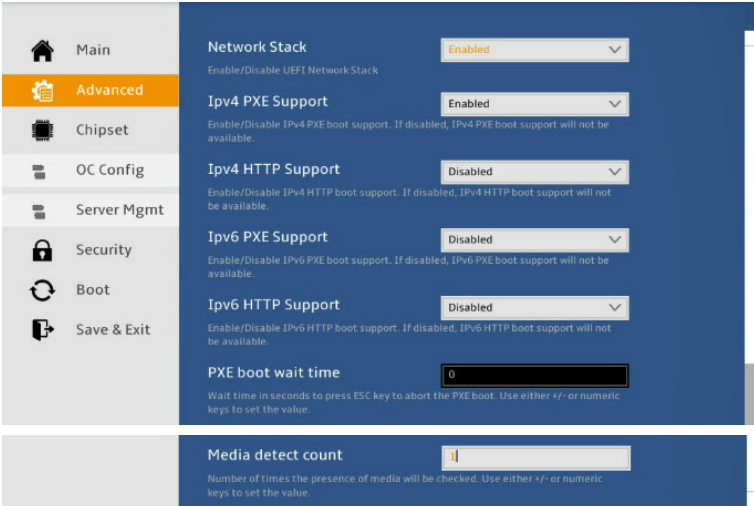 Main
Advanced
Chipset
OC Config
Server Mgmt
Security
Boot
Save & Exit
Network Stack
Enabled
Enable/Disable UEFI Network Stack
Ipv4 PXE Support
Enabled
Enable/Disable IPv4 PXE boot support. If disabled, IPv4 PXE boot support will not be
available.
Ipv4 HTTP Support
Disabled
Enable/Disable IPv4 HTTP boot support. If disabled, IPv4 HTTP boot support will not
be available.
Ipv6 PXE Support
Disabled
Enable/Disable IPv6 PXE boot support. If disabled, IPv6 PXE boot support will not be
available.
Ipv6 HTTP Support
Disabled
Enable/Disable IPv6 HTTP boot support. If disabled, IPv6 HTTP boot support will not
be available.
PXE boot wait time
0
Wait time in seconds to press ESC key to abort the PXE boot. Use either +/- or numeric
keys to set the value.
Media detect count
1
Number of times the presence of media will be checked. Use either +/- or numeric
keys to set the value.